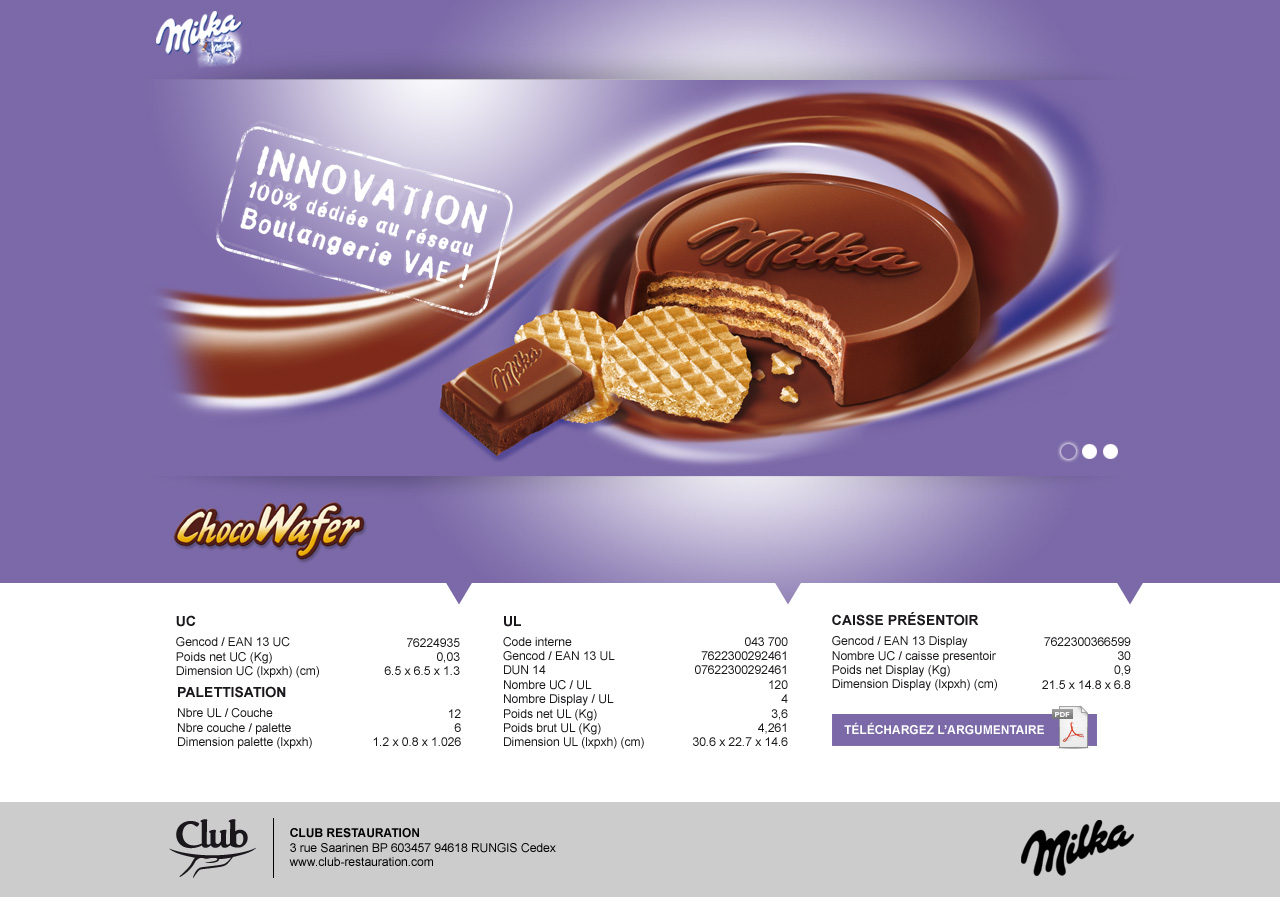 Milka
Milka
INNOVATION
100% dédiée au réseau
Boulangerie VAE !
Milka
Milka
ChocoWafer
UC
Gencod / EAN 13 UC 76224935
Poids net UC (Kg) 0,03
Dimension UC (lxpxh) (cm) 6.5 x 6.5 x 1.3
PALETTISATION
Nbre UL / Couche 12
Nbre couche / palette 6
Dimension palette (lxpxh) 1.2 x 0.8 x 1.026
UL
Code interne 043 700
Gencod / EAN 13 UL 7622300292461
DUN 14 07622300292461
Nombre UC / UL 120
Nombre Display / UL 4
Poids net UL (Kg) 3,6
Poids brut UL (Kg) 4,261
Dimension UL (lxpxh) (cm) 30.6 x 22.7 x 14.6
CAISSE PRÉSENTOIR
Gencod / EAN 13 Display 7622300366599
Nombre UC / caisse presentoir 30
Poids net Display (Kg) 0,9
Dimension Display (lxpxh) (cm) 21.5 x 14.8 x 6.8
TÉLÉCHARGEZ L'ARGUMENTAIRE
PDF
Club
CLUB RESTAURATION
3 rue Saarinen BP 603457 94618 RUNGIS Cedex
www.club-restauration.com
Milka